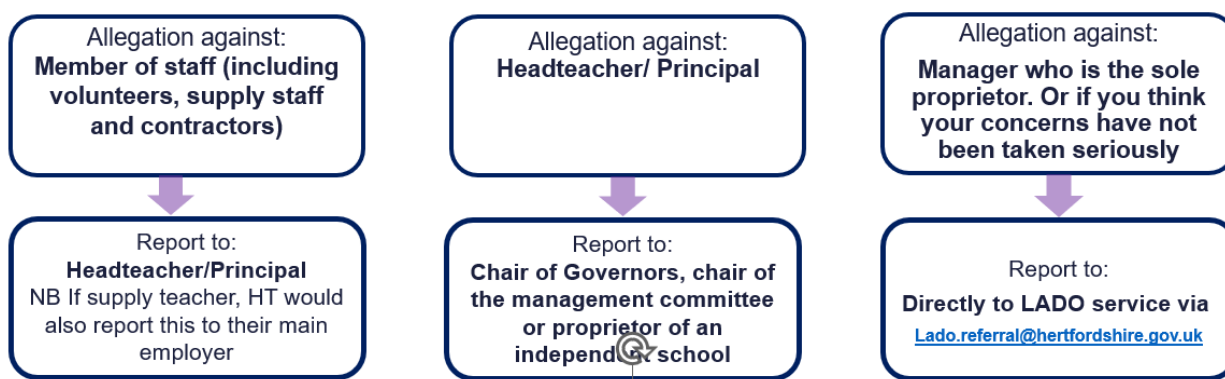 Allegation against:
Member of staff (including
volunteers, supply staff
and contractors)
Report to:
Headteacher/Principal
NB If supply teacher, HT would
also report this to their main
employer
Allegation against:
Headteacher/ Principal
Report to:
Chair of Governors, chair of
the management committee
or proprietor of an
independent school
Allegation against:
Manager who is the sole
proprietor. Or if you think
your concerns have not
been taken seriously
Report to:
Directly to LADO service via
Lado.referral@hertfordshire.gov.uk